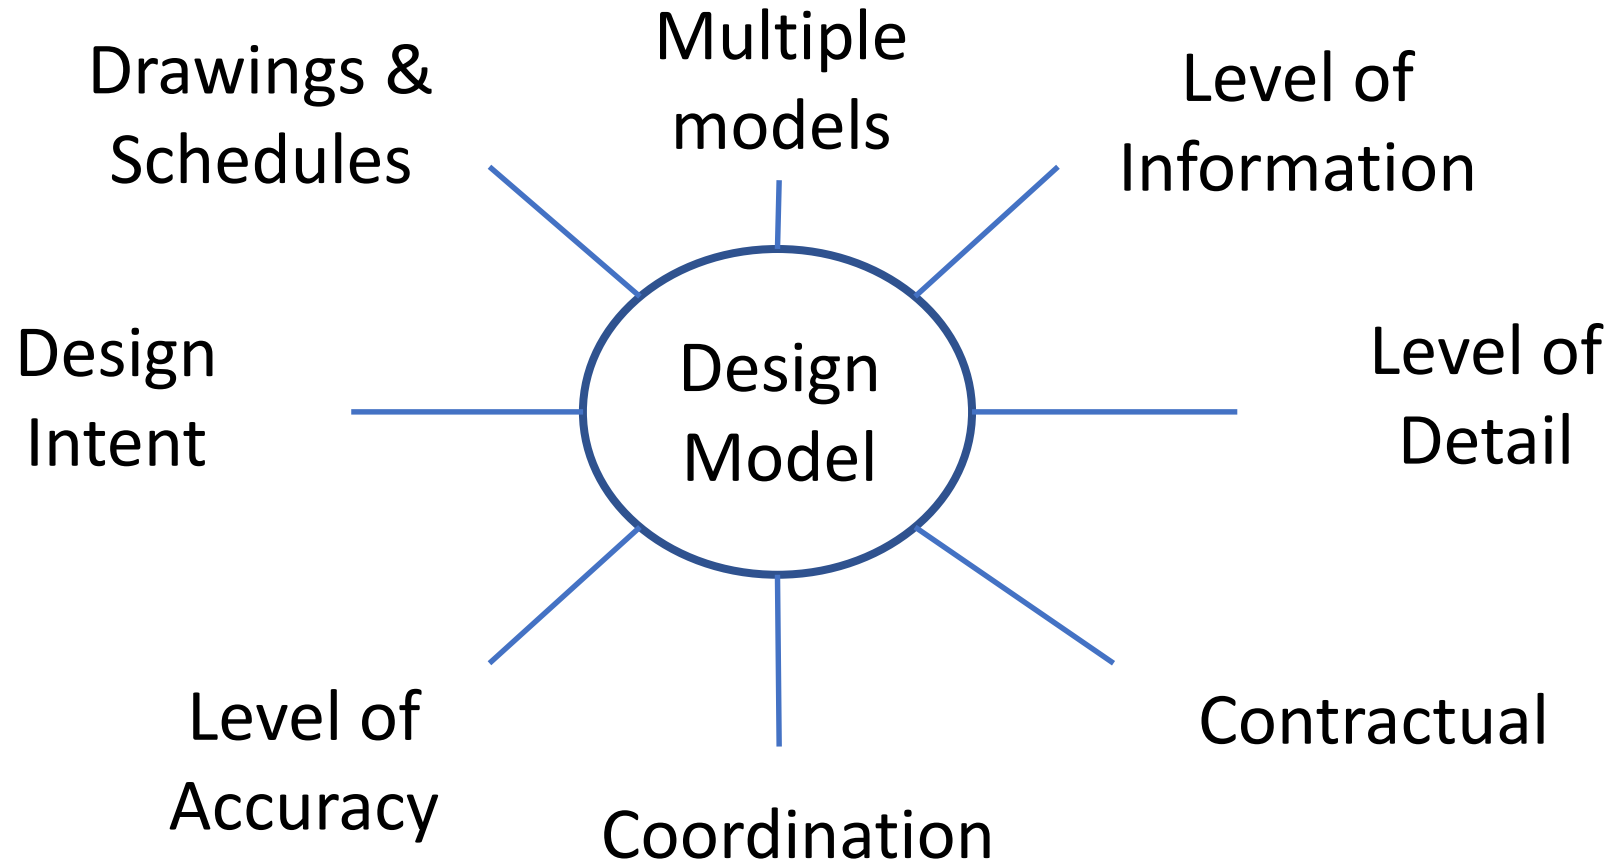 Multiple
models
Drawings &
Schedules
Level of
Information
Design
Intent
Design
Model
Level of
Detail
Level of
Accuracy
Coordination
Contractual